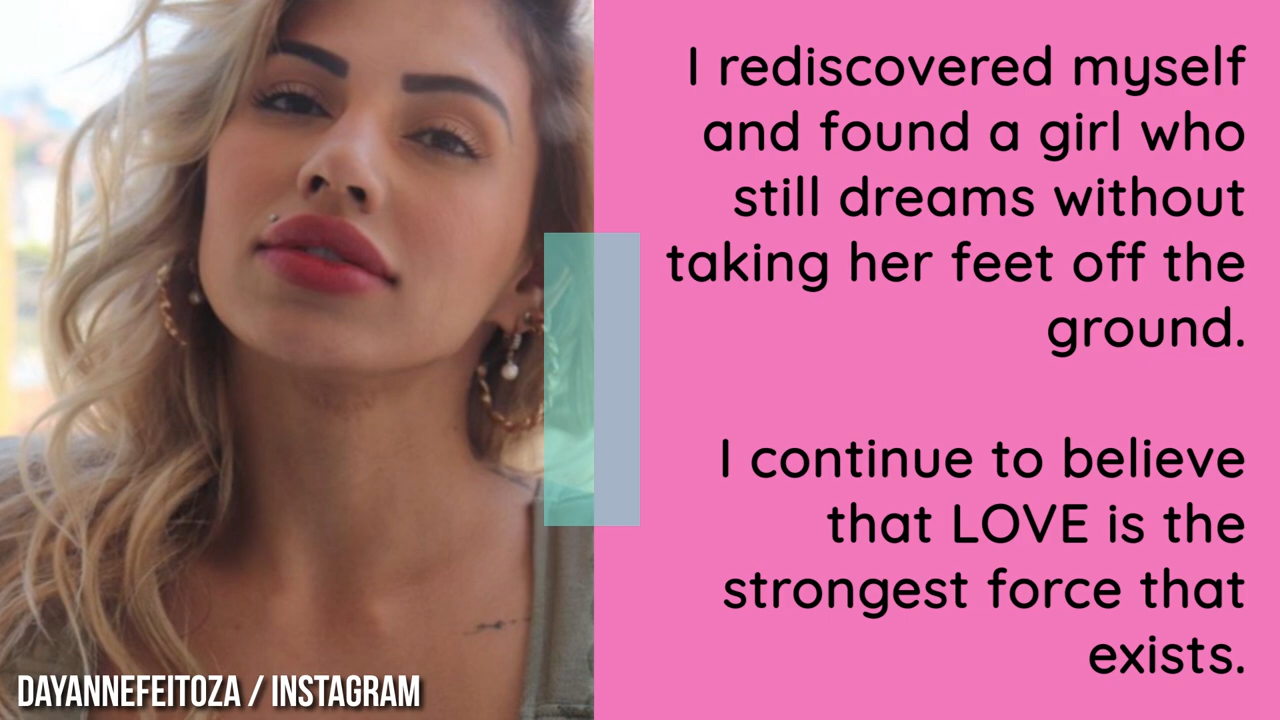 I rediscovered myself
and found a girl who
still dreams without
taking her feet off the
ground.
I continue to believe
that LOVE is the
strongest force that
exists.
DAYANNEFEITOZA / INSTAGRAM